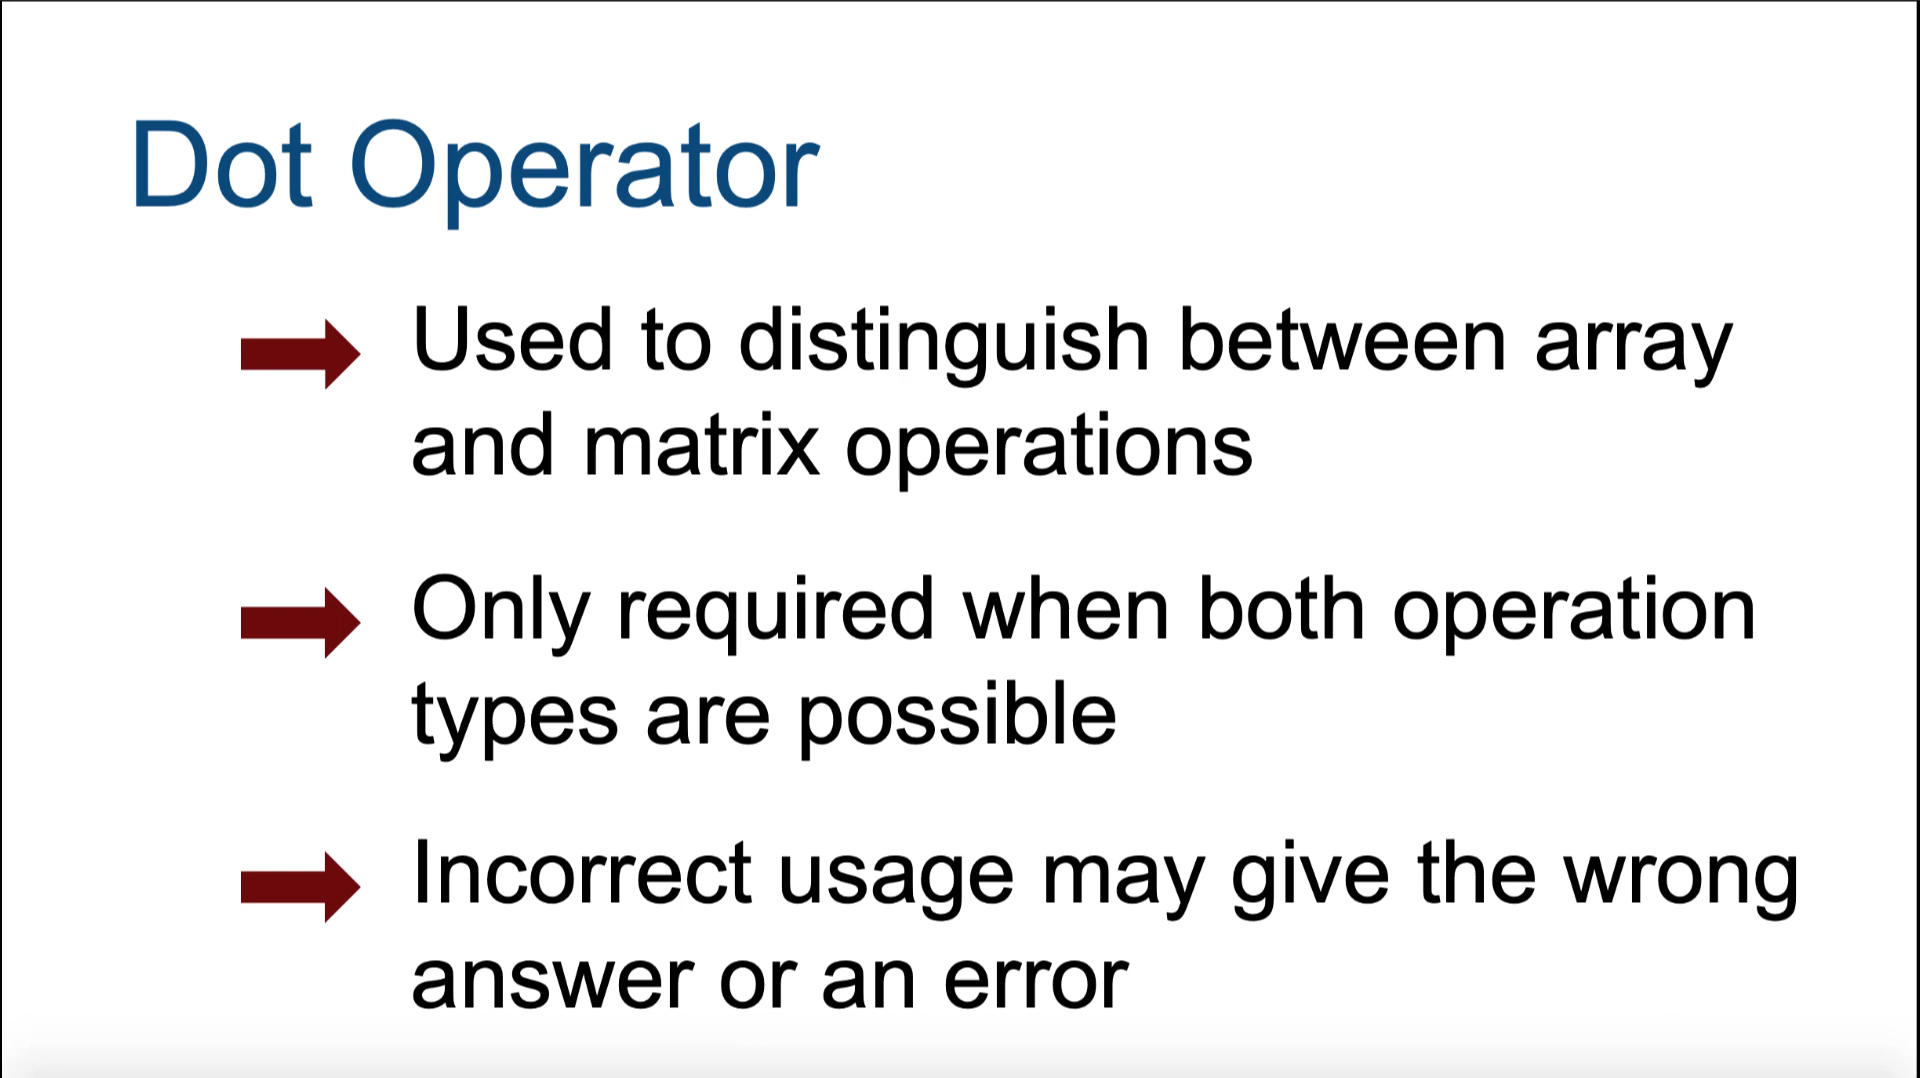 Dot Operator
Used to distinguish between array
and matrix operations
Only required when both operation
types are possible
Incorrect usage may give the wrong
answer or an error